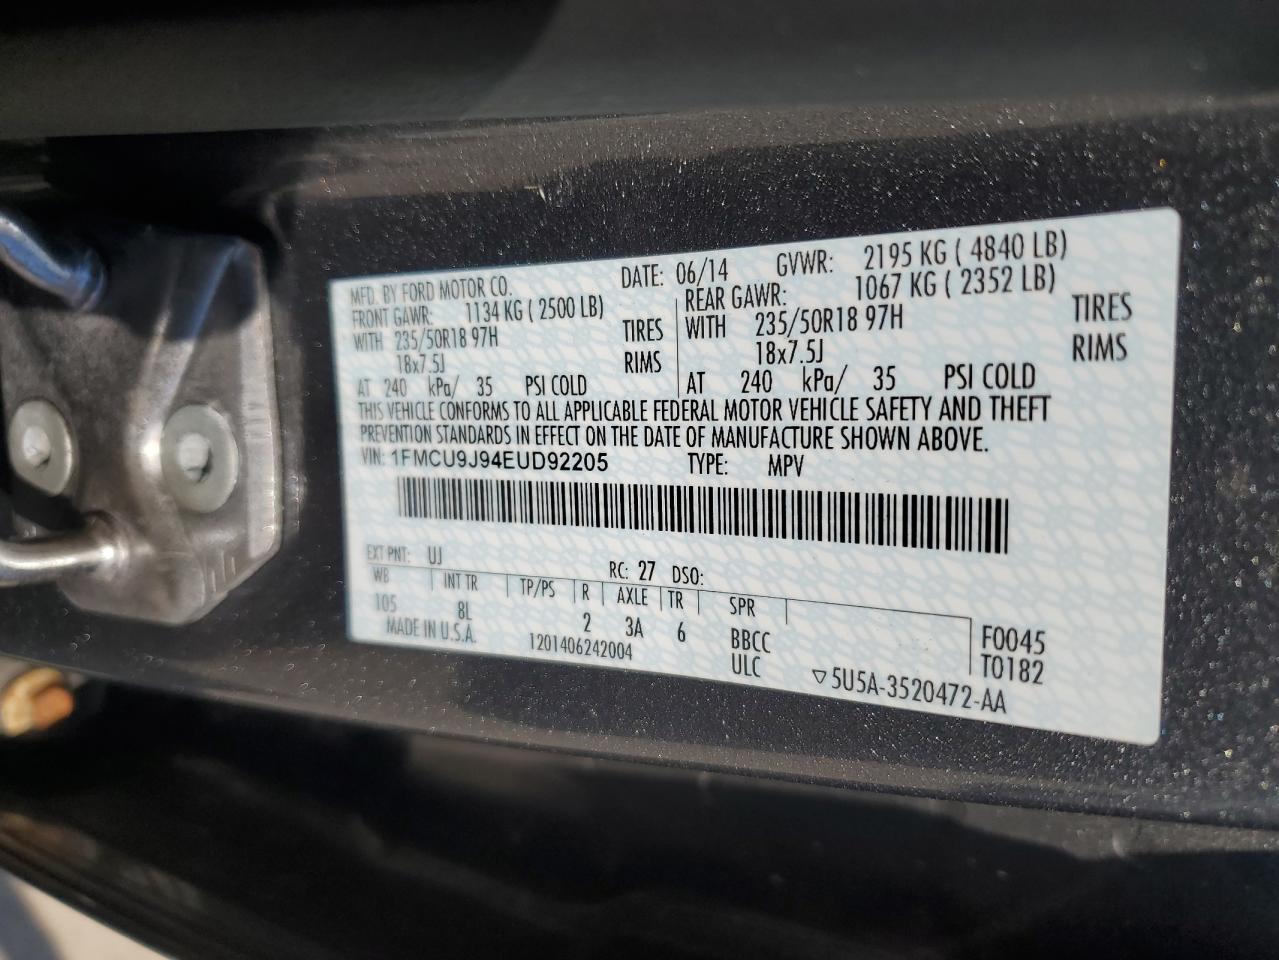 MFD. BY FORD MOTOR CO. DATE: 06/14 GVWR: 2195 KG ( 4840 LB)
FRONT GAWR: 1134 KG ( 2500 LB)
WITH 235/50R18 97H TIRES
18x7.5J RIMS
AT 240 kPa/ 35 PSI COLD
REAR GAWR: 1067 KG ( 2352 LB)
WITH 235/50R18 97H TIRES
18x7.5J RIMS
AT 240 kPa/ 35 PSI COLD
THIS VEHICLE CONFORMS TO ALL APPLICABLE FEDERAL MOTOR VEHICLE SAFETY AND THEFT
PREVENTION STANDARDS IN EFFECT ON THE DATE OF MANUFACTURE SHOWN ABOVE.
VIN: 1FMCU9J94EUD92205 TYPE: MPV
EXT PNT: UJ RC: 27 DSO:
WB INT TR TP/PS R AXLE TR SPR
105 8L 2 3A 6 BBCC F0045
MADE IN U.S.A. 1201406242004 ULC T0182
▽5U5A-3520472-AA